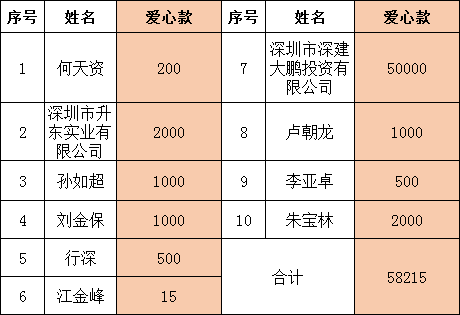 序号 姓名 爱心款 序号 姓名 爱心款
1 何天资 200 7 深圳市深建
大鹏投资有
限公司 50000
2 深圳市升
东实业有
限公司 2000 8 卢朝龙 1000
3 孙如超 1000 9 李亚卓 500
4 刘金保 1000 10 朱宝林 2000
5 行深 500 合计 58215
6 江金峰 15